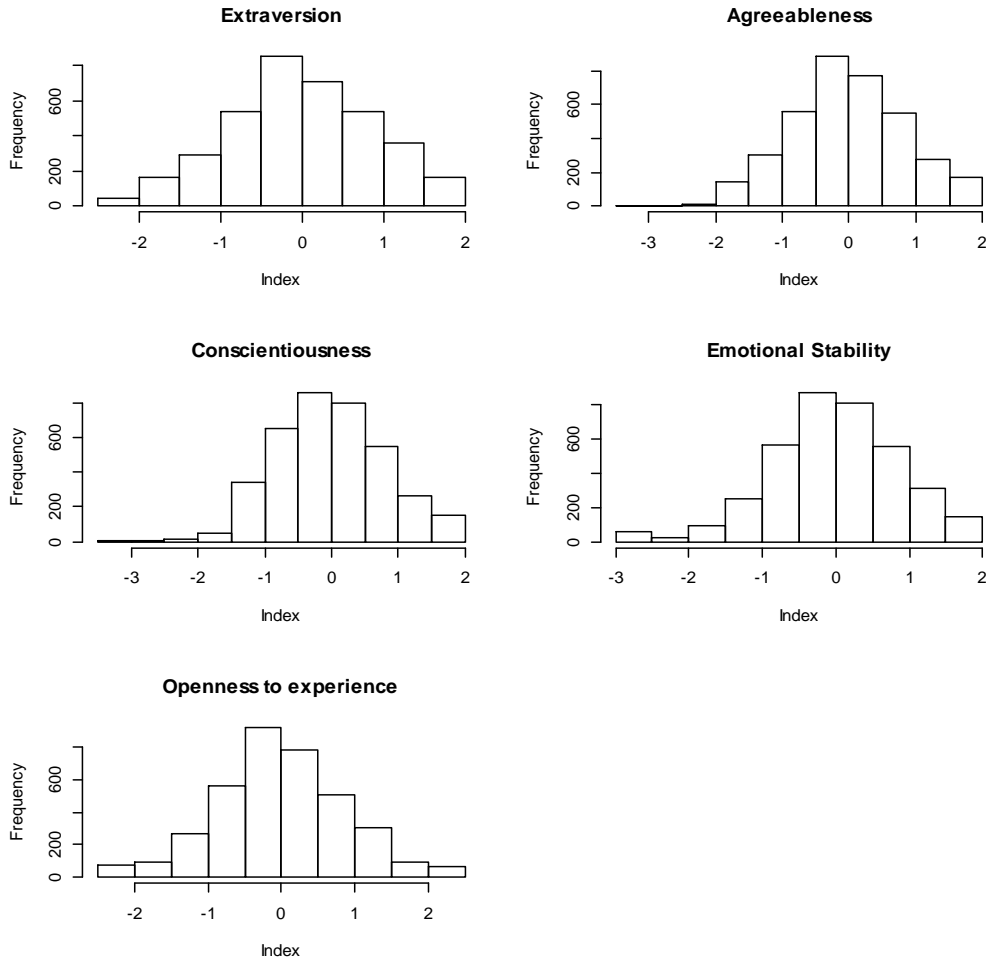 Extraversion
Frequency
0 200 600
-2 -1 0 1 2
Index
Agreeableness
Frequency
0 200 600
-3 -2 -1 0 1 2
Index
Conscientiousness
Frequency
0 200 600
-3 -2 -1 0 1 2
Index
Emotional Stability
Frequency
0 200 600
-3 -2 -1 0 1 2
Index
Openness to experience
Frequency
0 200 600
-2 -1 0 1 2
Index